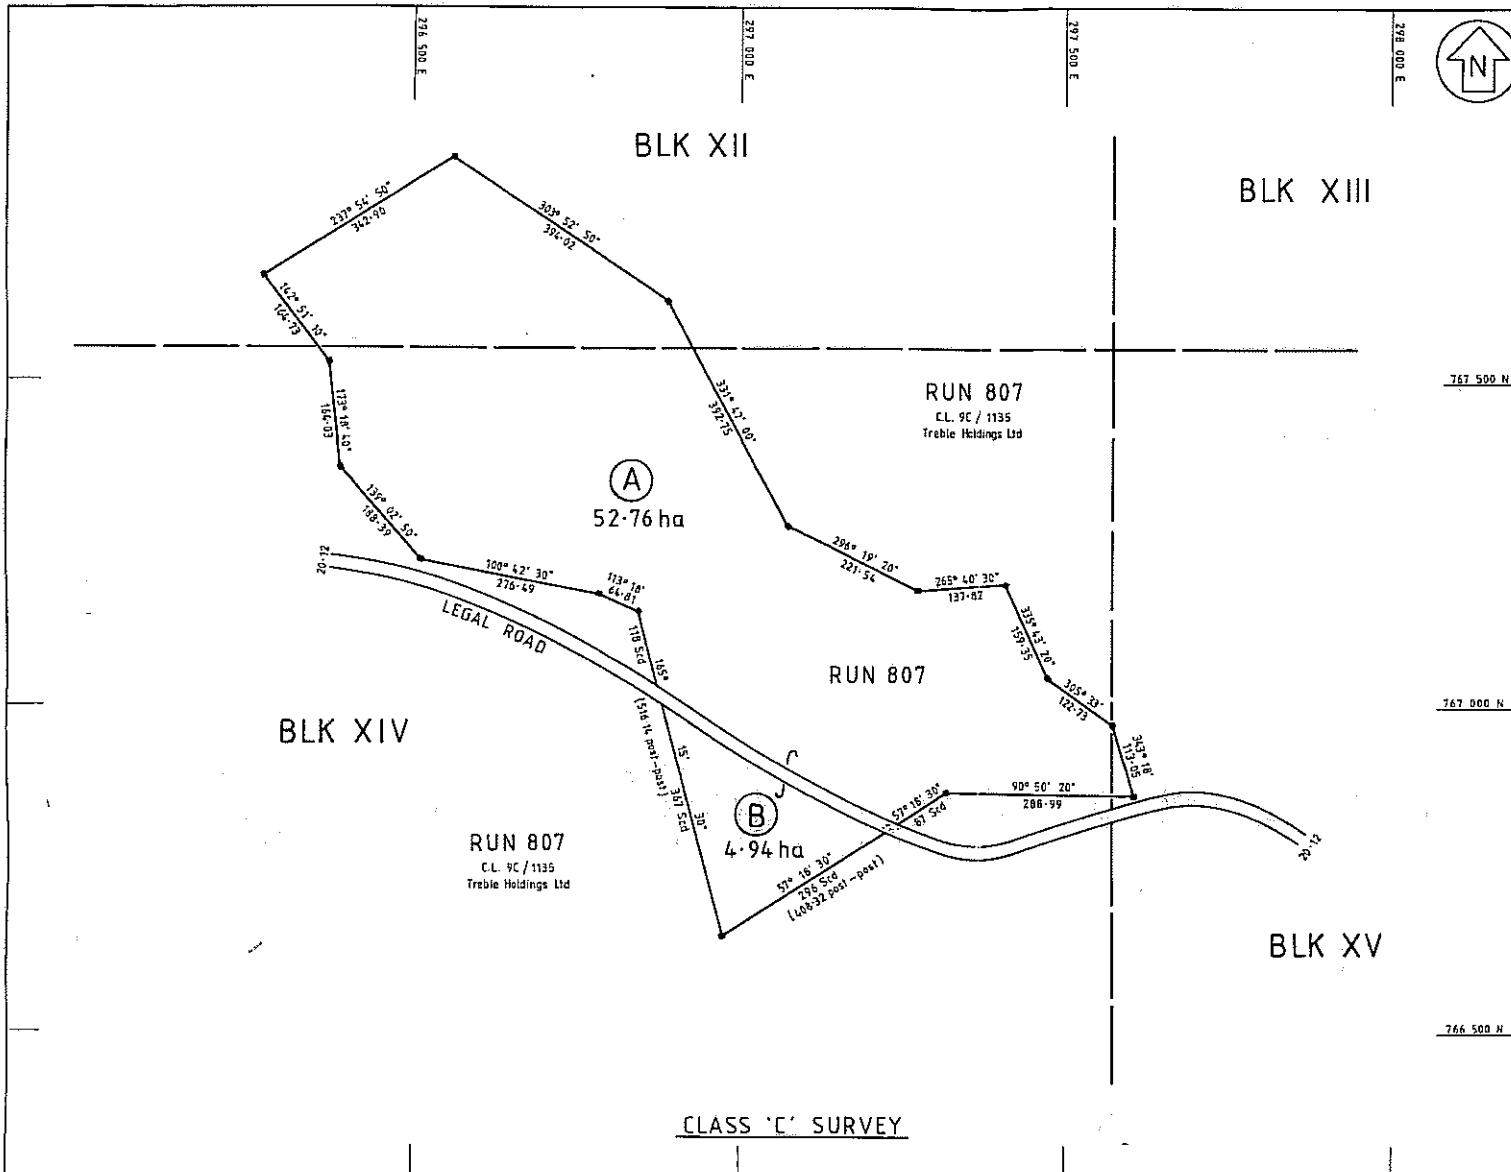 276 500 E
297 000 E
297 500 E
298 000 E
N
BLK XII
BLK XIII
237° 54' 50"
342·90
303° 52' 50"
394·02
142° 51' 10"
164·73
331° 47' 00"
392·75
173° 18' 40"
164·03
767 500 N
RUN 807
C.L. 9C / 1135
Treble Holdings Ltd
A
52·76 ha
139° 02' 50"
188·39
296° 19' 20"
221·54
265° 40' 30"
137·82
100° 42' 30"
276·49
113° 18'
64·81
20·12
LEGAL ROAD
335° 43' 20"
159·35
118 Scd
165°
RUN 807
305° 33'
122·73
767 000 N
BLK XIV
[516·14 post-post]
15'
367 Scd
30"
343° 18'
113·05
90° 50' 20"
288·99
57° 16' 30"
87 Scd
B
4·94 ha
RUN 807
C.L. 9C / 1135
Treble Holdings Ltd
57° 16' 30"
296 Scd
[408·32 post-post]
20·12
BLK XV
766 500 N
CLASS 'C' SURVEY